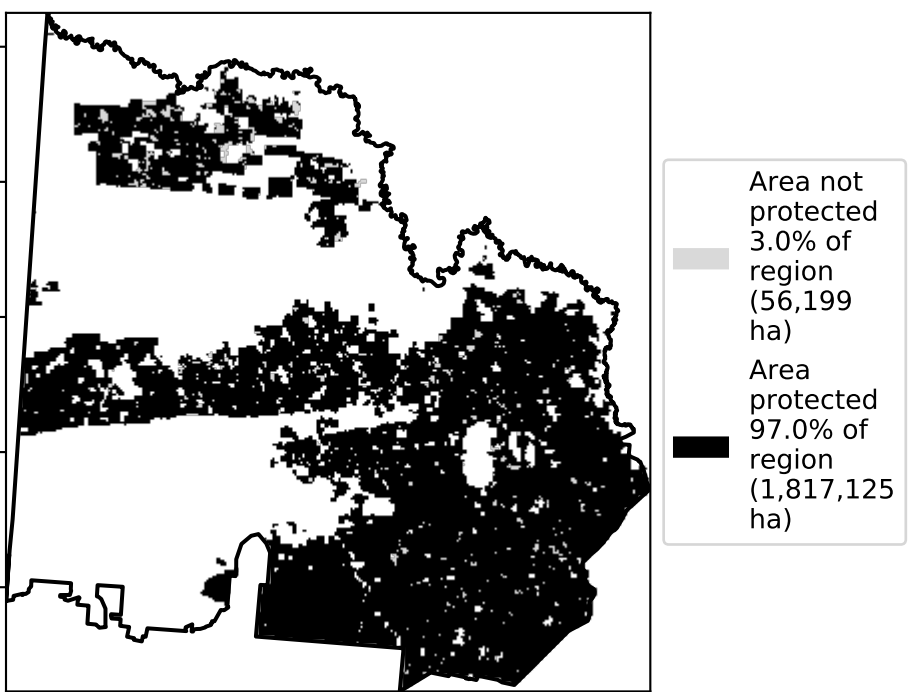 Area not
protected
3.0% of
region
(56,199
ha)
Area
protected
97.0% of
region
(1,817,125
ha)